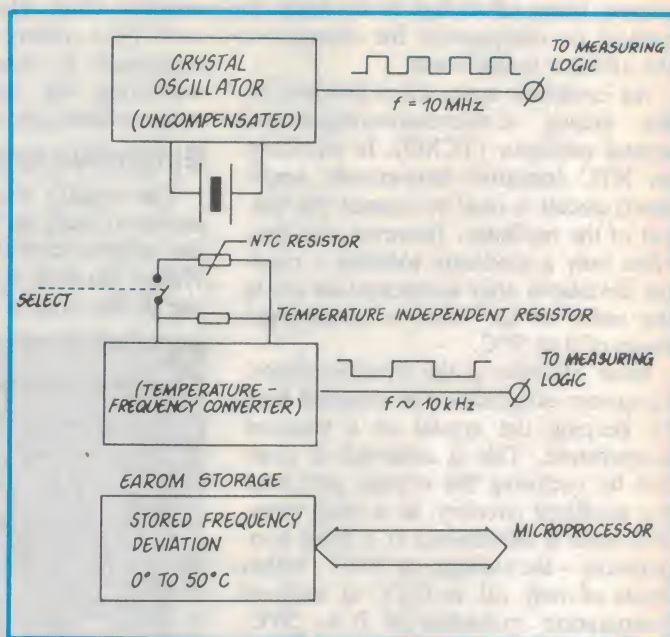 CRYSTAL
OSCILLATOR
(UNCOMPENSATED)
TO MEASURING
LOGIC
f = 10 MHz
NTC RESISTOR
SELECT
TEMPERATURE INDEPENDENT RESISTOR
(TEMPERATURE -
FREQUENCY CONVERTER)
TO MEASURING
LOGIC
f ~ 10 kHz
EAROM STORAGE
STORED FREQUENCY
DEVIATION
0° TO 50°C
MICROPROCESSOR